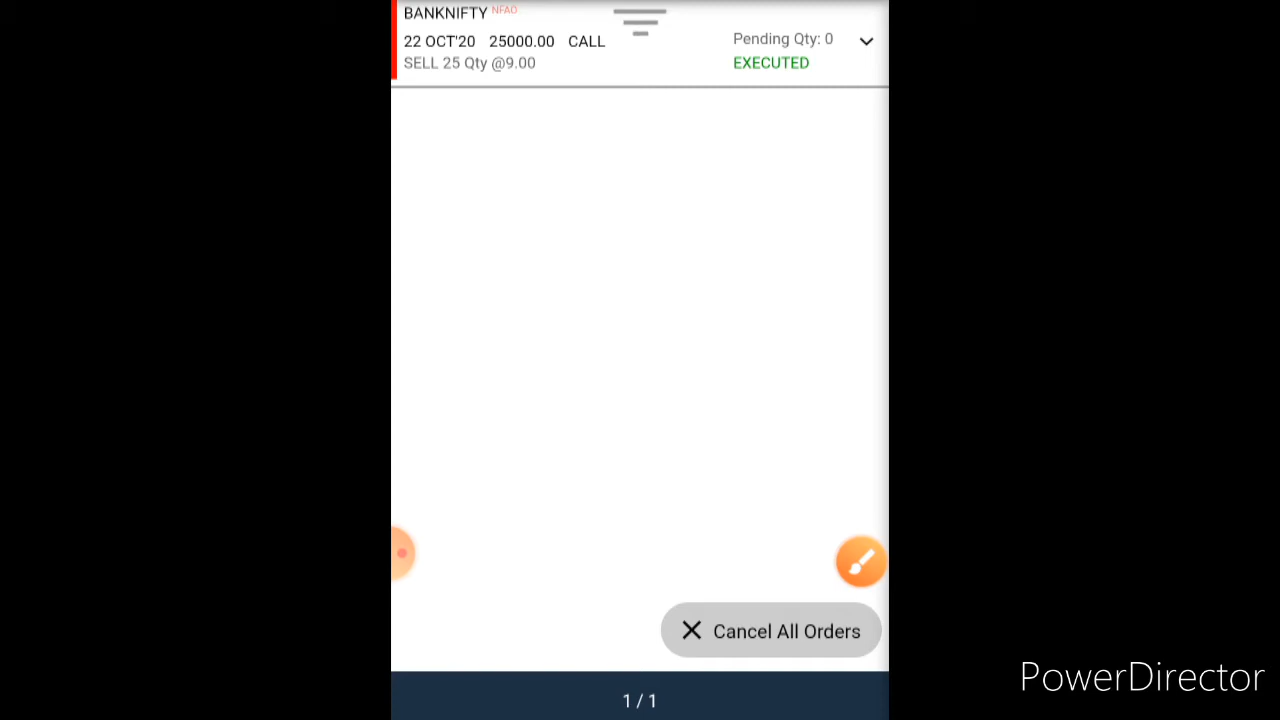 BANKNIFTY NFAO
22 OCT'20 25000.00 CALL
Pending Qty: 0
SELL 25 Qty @9.00
EXECUTED
Cancel All Orders
1 / 1
PowerDirector